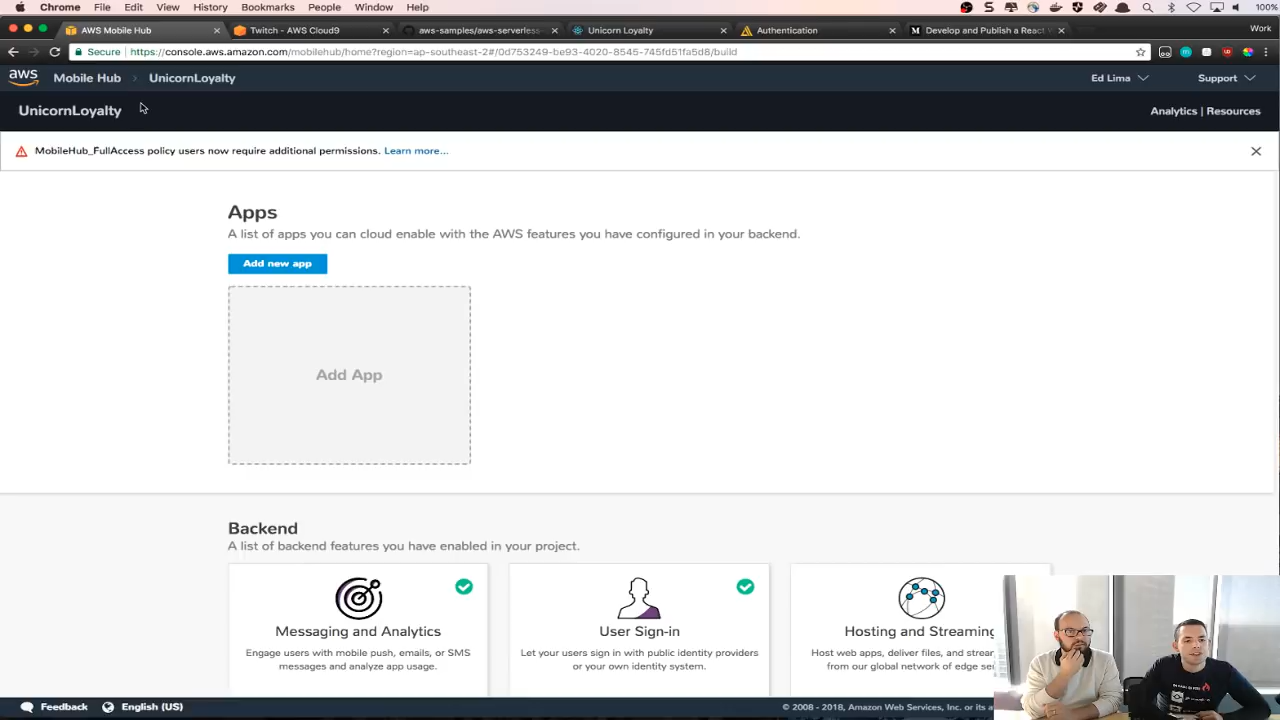 Chrome File Edit View History Bookmarks People Window Help 100%
AWS Mobile Hub Twitch - AWS Cloud9 aws-samples/aws-serverless Unicorn Loyalty Authentication Develop and Publish a React Work
Secure https://console.aws.amazon.com/mobilehub/home?region=ap-southeast-2#/0d753249-be93-4020-8545-745fd51fa5d8/build
aws Mobile Hub UnicornLoyalty Ed Lima Support
UnicornLoyalty Analytics | Resources
MobileHub_FullAccess policy users now require additional permissions. Learn more...
Apps
A list of apps you can cloud enable with the AWS features you have configured in your backend.
Add new app
Add App
Backend
A list of backend features you have enabled in your project.
Messaging and Analytics
Engage users with mobile push, emails, or SMS
messages and analyze app usage.
User Sign-in
Let your users sign in with public identity providers
or your own identity system.
Hosting and Streaming
Host web apps, deliver files, and strea
from our global network of edge se
Feedback English (US) © 2008 - 2018, Amazon Web Services, Inc. or its a